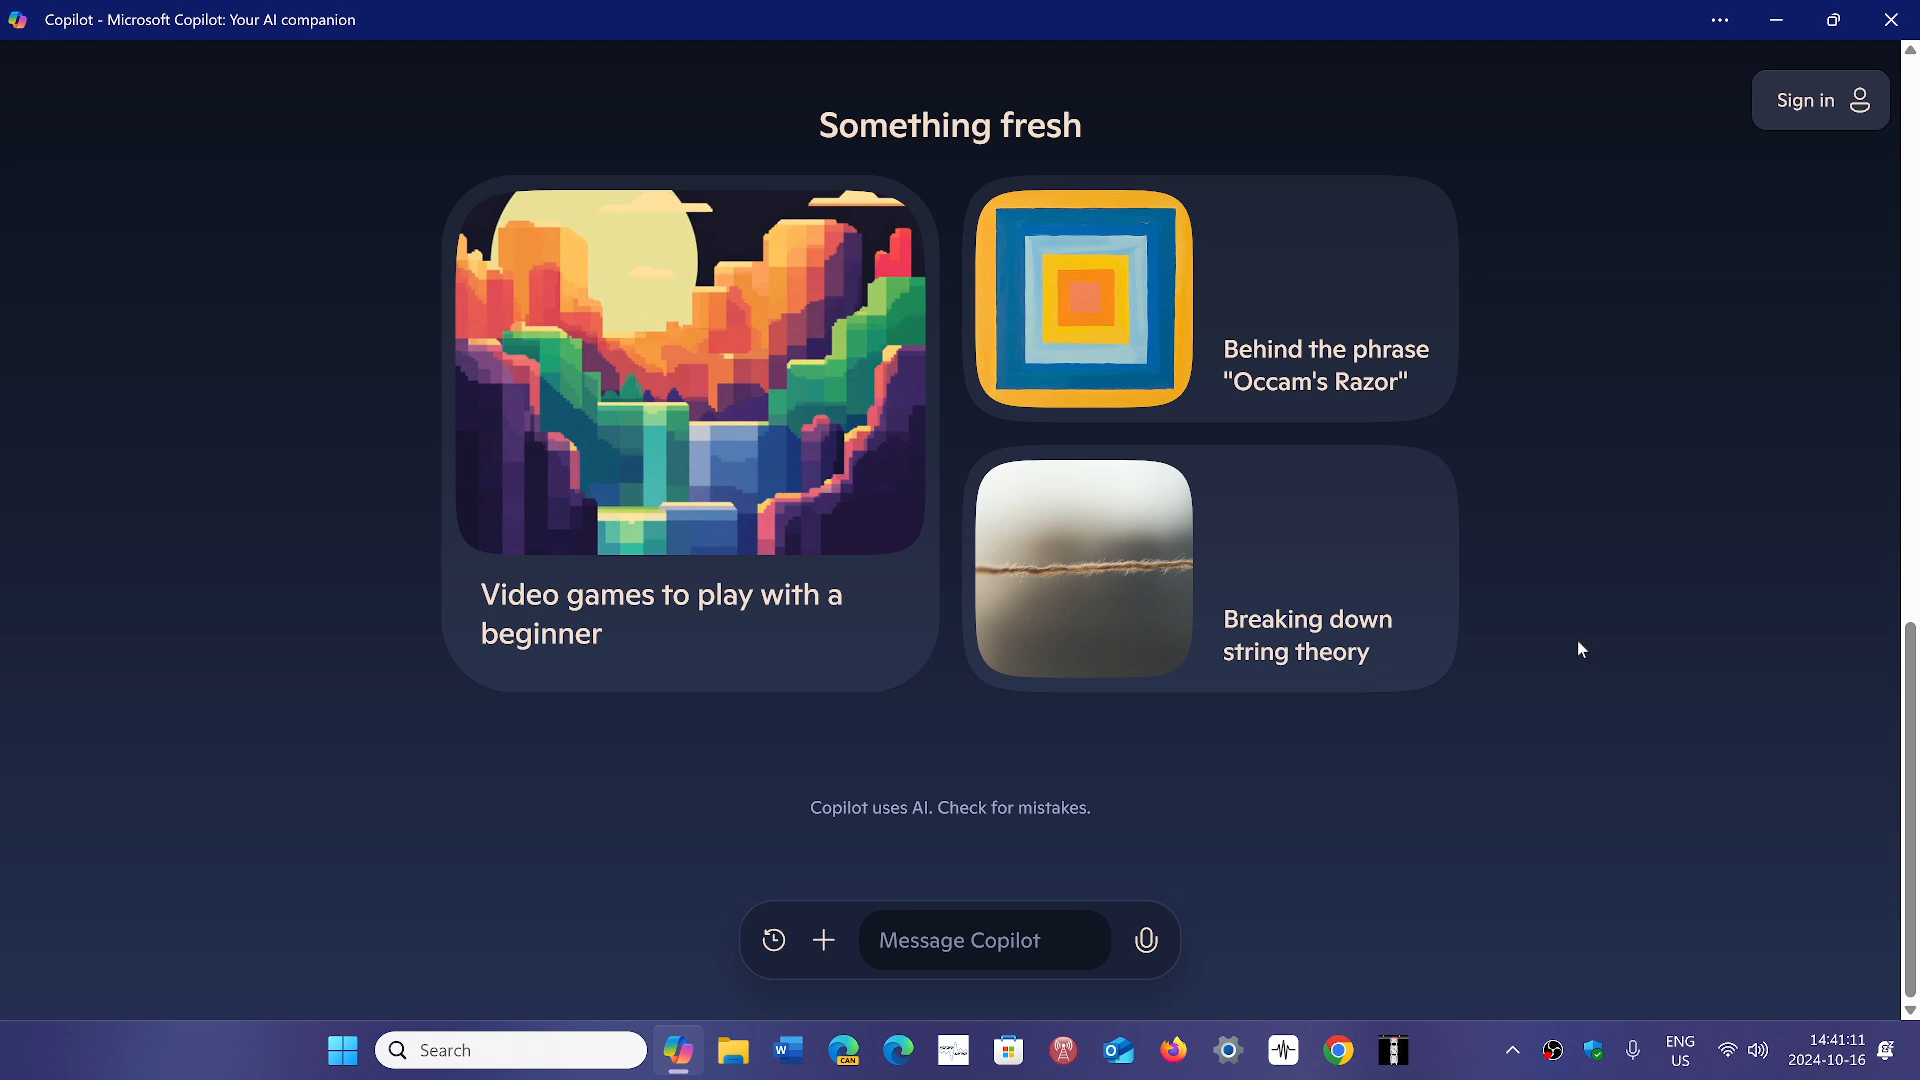 Copilot - Microsoft Copilot: Your AI companion
Sign in
Something fresh
Video games to play with a
beginner
Behind the phrase
"Occam's Razor"
Breaking down
string theory
Copilot uses AI. Check for mistakes.
Message Copilot
Search
W
CAN
ENG
US
14:41:11
2024-10-16